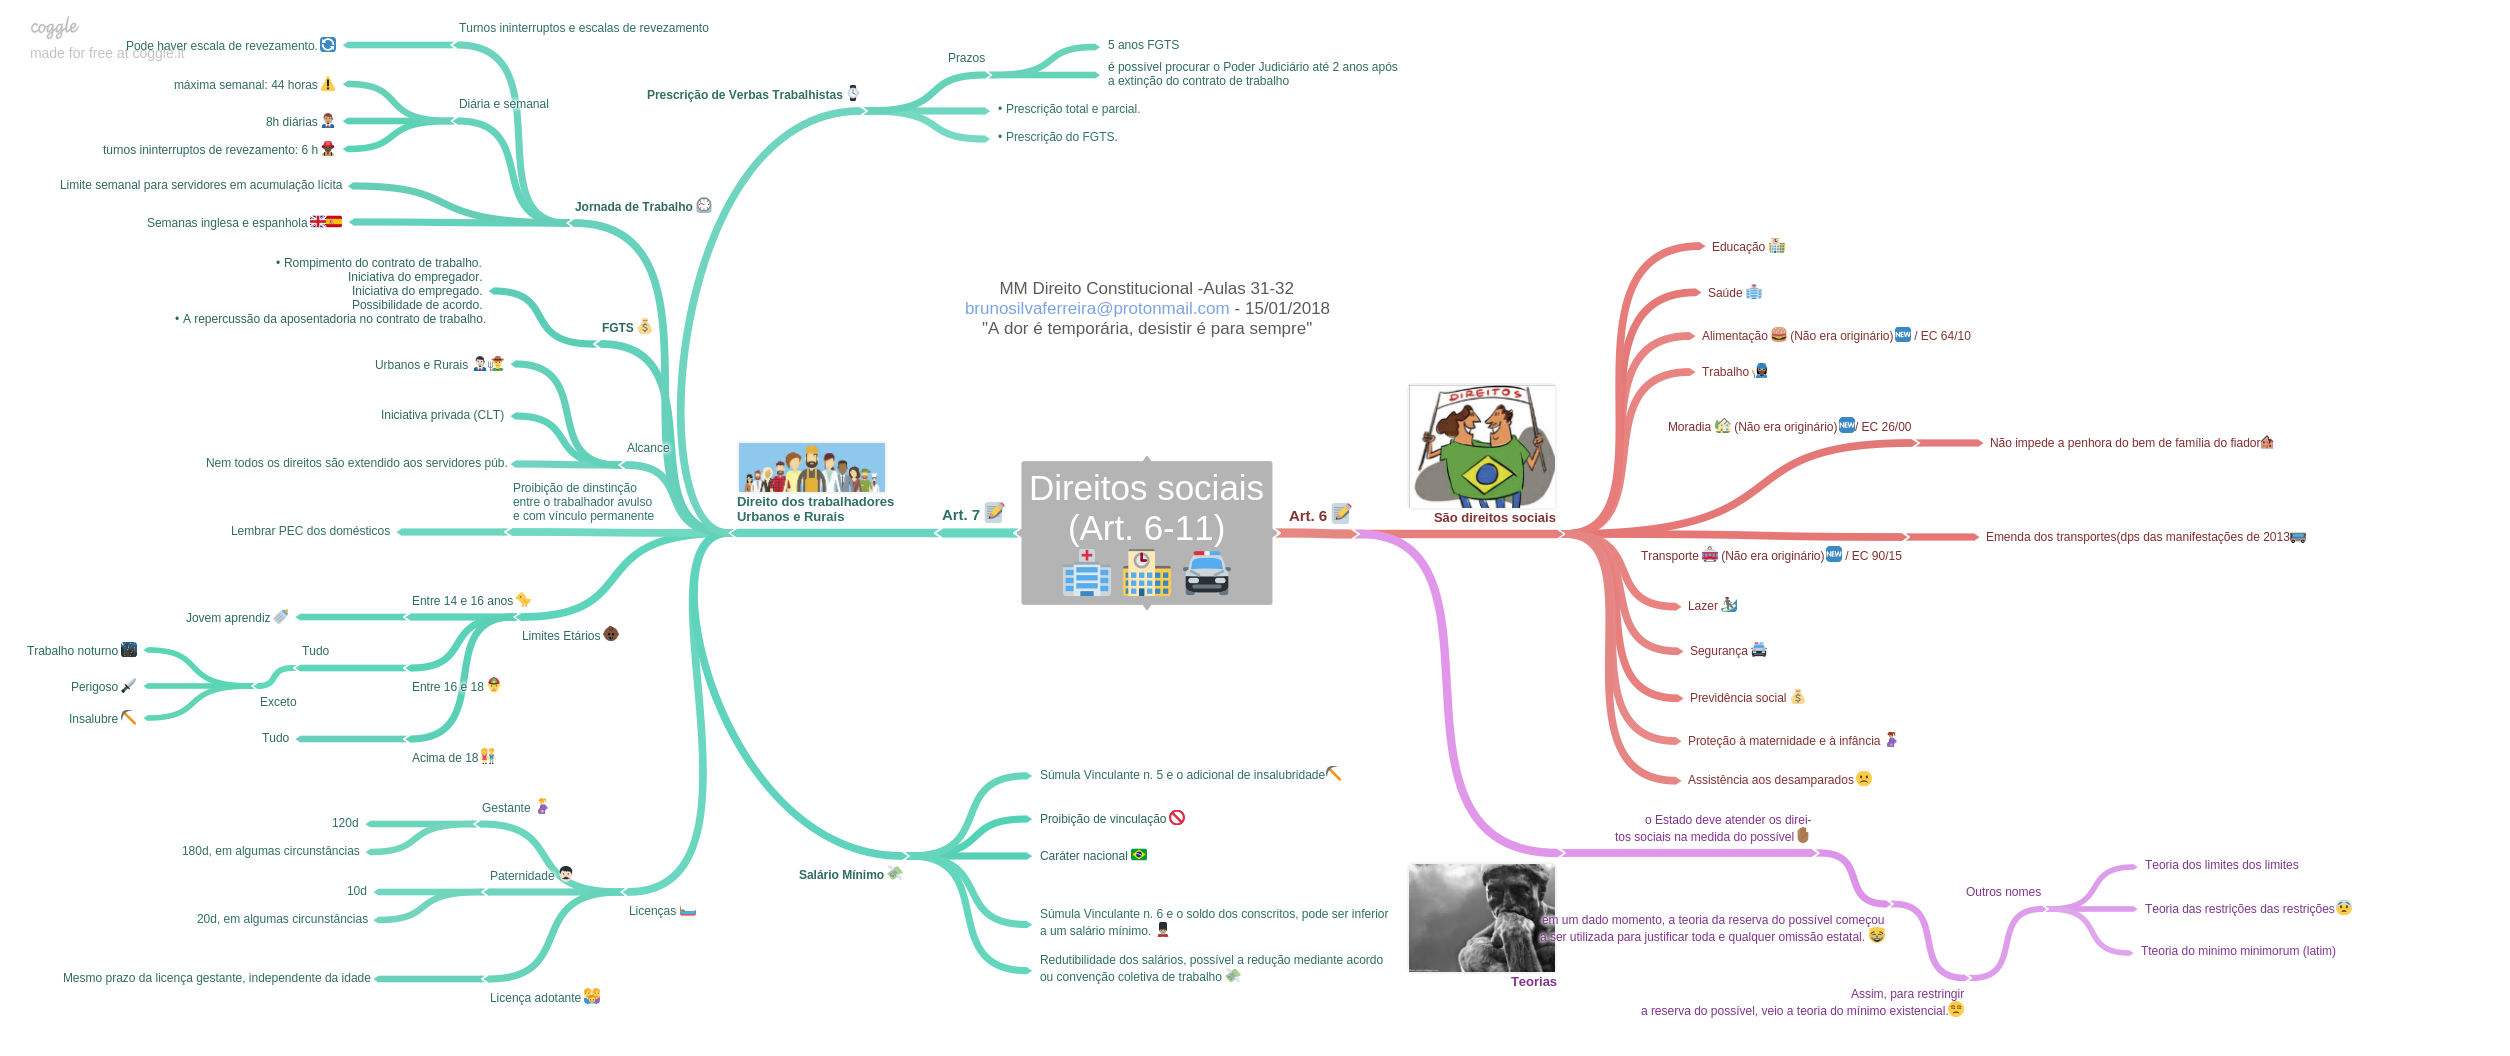 coggle
made for free at coggle.it
Turnos ininterruptos e escalas de revezamento
Pode haver escala de revezamento.
máxima semanal: 44 horas
Diária e semanal
8h diárias
turnos ininterruptos de revezamento: 6 h
Limite semanal para servidores em acumulação lícita
Semanas inglesa e espanhola
Jornada de Trabalho
Prescrição de Verbas Trabalhistas
Prazos
5 anos FGTS
é possível procurar o Poder Judiciário até 2 anos após
a extinção do contrato de trabalho
• Prescrição total e parcial.
• Prescrição do FGTS.
• Rompimento do contrato de trabalho.
Iniciativa do empregador.
Iniciativa do empregado.
Possibilidade de acordo.
• A repercussão da aposentadoria no contrato de trabalho.
FGTS
Urbanos e Rurais
Iniciativa privada (CLT)
Alcance
Nem todos os direitos são extendido aos servidores púb.
Proibição de dinstinção
entre o trabalhador avulso
e com vínculo permanente
Lembrar PEC dos domésticos
Direito dos trabalhadores
Urbanos e Rurais
Art. 7
MM Direito Constitucional -Aulas 31-32
brunosilvaferreira@protonmail.com - 15/01/2018
"A dor é temporária, desistir é para sempre"
Direitos sociais
(Art. 6-11)
Art. 6
DIREITOS
São direitos sociais
Educação
Saúde
Alimentação (Não era originário) NEW / EC 64/10
Trabalho
Moradia (Não era originário) NEW / EC 26/00
Não impede a penhora do bem de família do fiador
Emenda dos transportes(dps das manifestações de 2013
Transporte (Não era originário) NEW / EC 90/15
Lazer
Segurança
Previdência social
Proteção à maternidade e à infância
Assistência aos desamparados
Entre 14 e 16 anos
Jovem aprendiz
Limites Etários
Trabalho noturno
Tudo
Perigoso
Entre 16 e 18
Exceto
Insalubre
Tudo
Acima de 18
Gestante
120d
180d, em algumas circunstâncias
Paternidade
10d
20d, em algumas circunstâncias
Licenças
Mesmo prazo da licença gestante, independente da idade
Licença adotante
Salário Mínimo
Súmula Vinculante n. 5 e o adicional de insalubridade
Proibição de vinculação
Caráter nacional
Súmula Vinculante n. 6 e o soldo dos conscritos, pode ser inferior
a um salário mínimo.
Redutibilidade dos salários, possível a redução mediante acordo
ou convenção coletiva de trabalho
Teorias
o Estado deve atender os direi-
tos sociais na medida do possível
em um dado momento, a teoria da reserva do possível começou
a ser utilizada para justificar toda e qualquer omissão estatal.
Assim, para restringir
a reserva do possível, veio a teoria do mínimo existencial.
Outros nomes
Teoria dos limites dos limites
Teoria das restrições das restrições
Tteoria do minimo minimorum (latim)